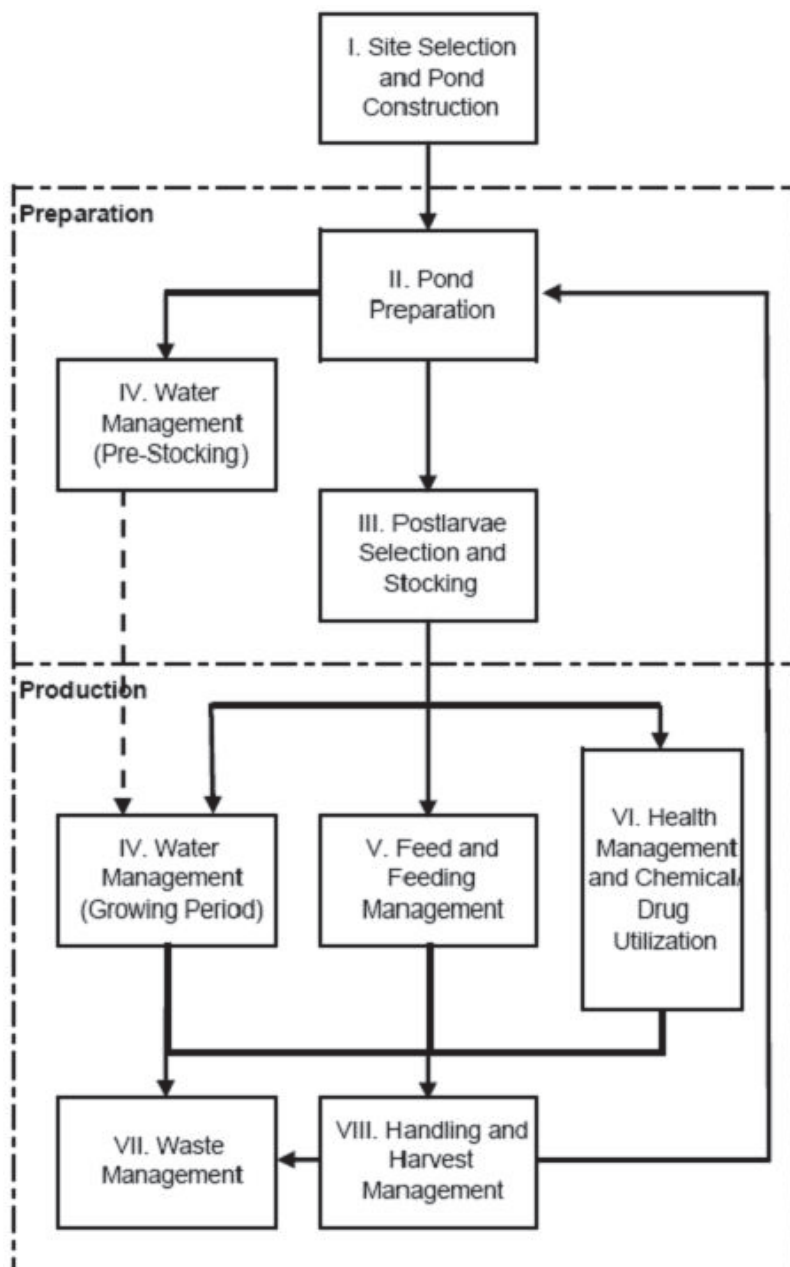 I. Site Selection
and Pond
Construction
Preparation
II. Pond
Preparation
IV. Water
Management
(Pre-Stocking)
III. Postlarvae
Selection and
Stocking
Production
IV. Water
Management
(Growing Period)
V. Feed and
Feeding
Management
VI. Health
Management
and Chemical/
Drug
Utilization
VII. Waste
Management
VIII. Handling and
Harvest
Management